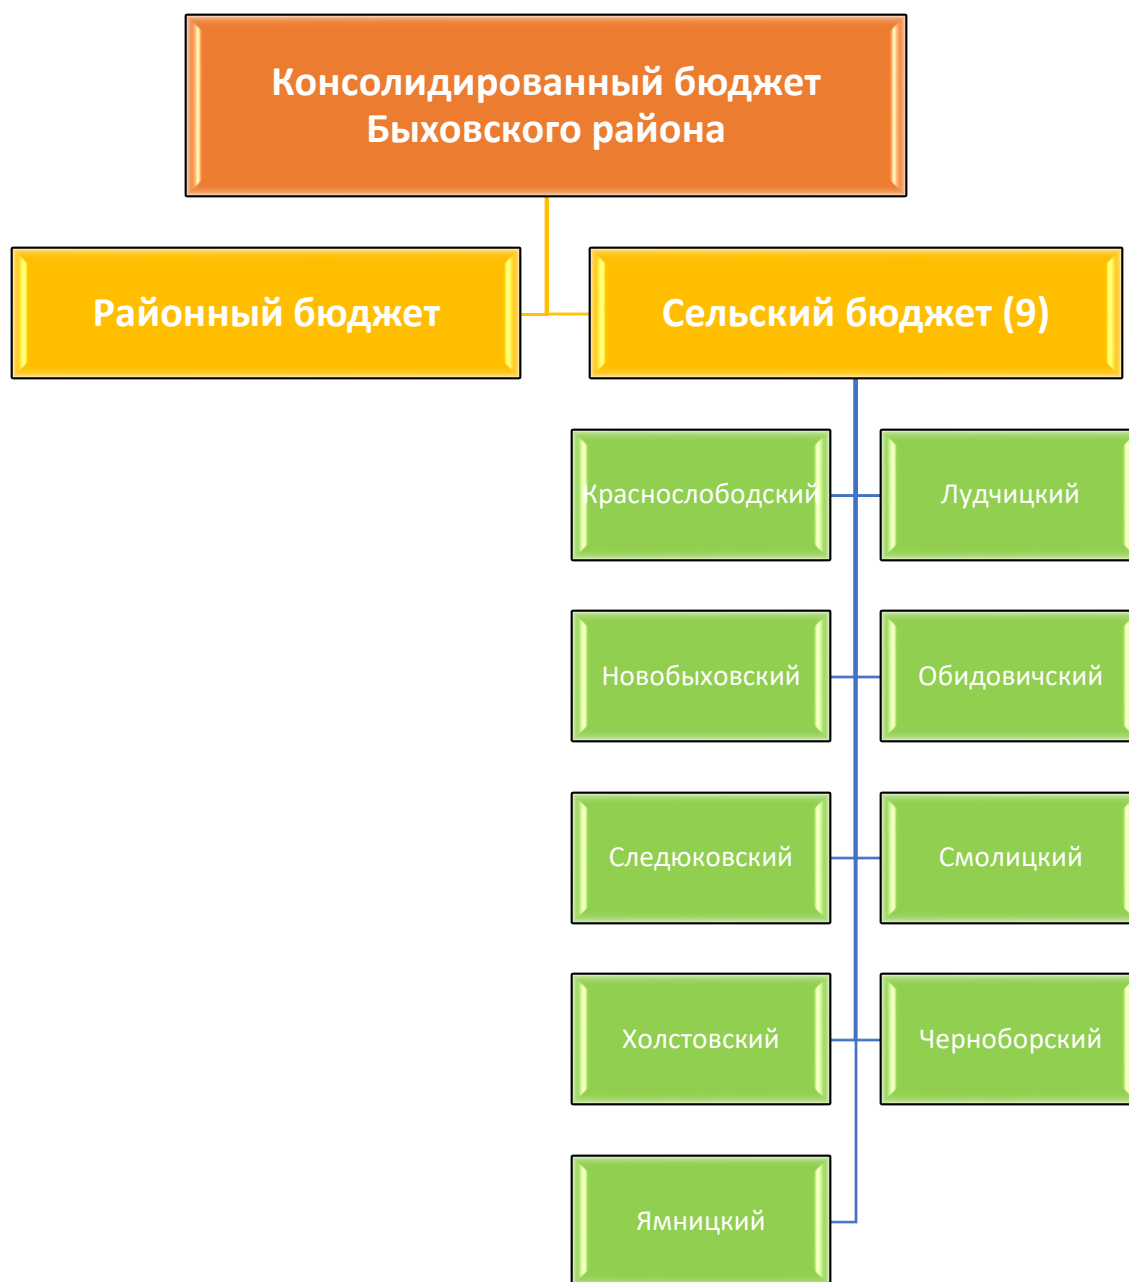 Консолидированный бюджет
Быховского района
Районный бюджет
Сельский бюджет (9)
Краснослободский
Лудчицкий
Новобыховский
Обидовичский
Следюковский
Смолицкий
Холстовский
Черноборский
Ямницкий